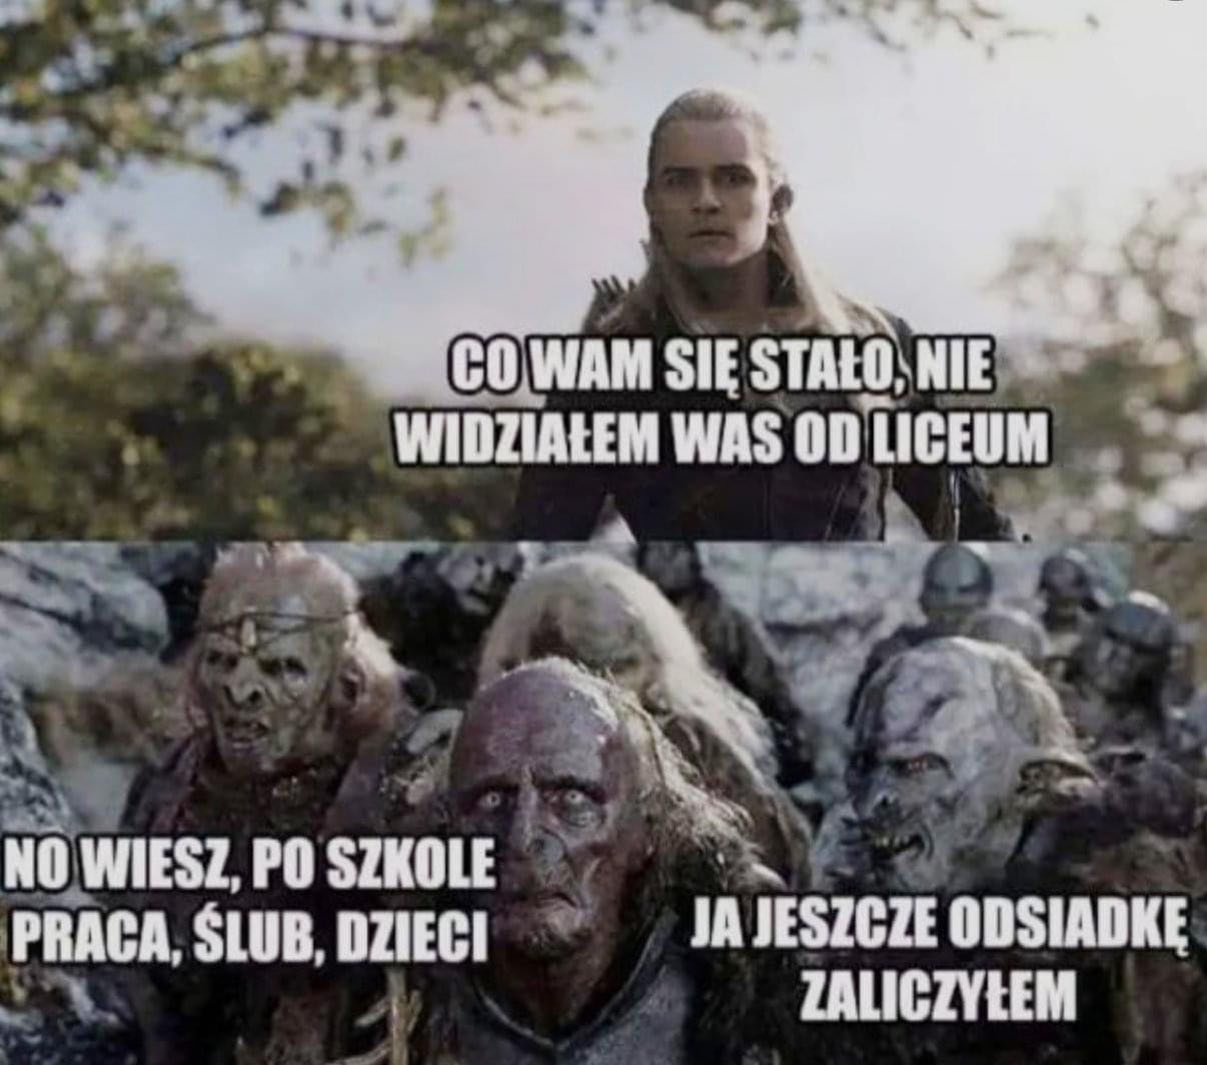 CO WAM SIĘ STAŁO, NIE
WIDZIAŁEM WAS OD LICEUM
NO WIESZ, PO SZKOLE
PRACA, ŚLUB, DZIECI
JA JESZCZE ODSIADKĘ
ZALICZYŁEM